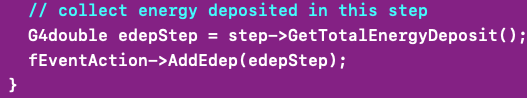 // collect energy deposited in this step
G4double edepStep = step->GetTotalEnergyDeposit();
fEventAction->AddEdep(edepStep);
}